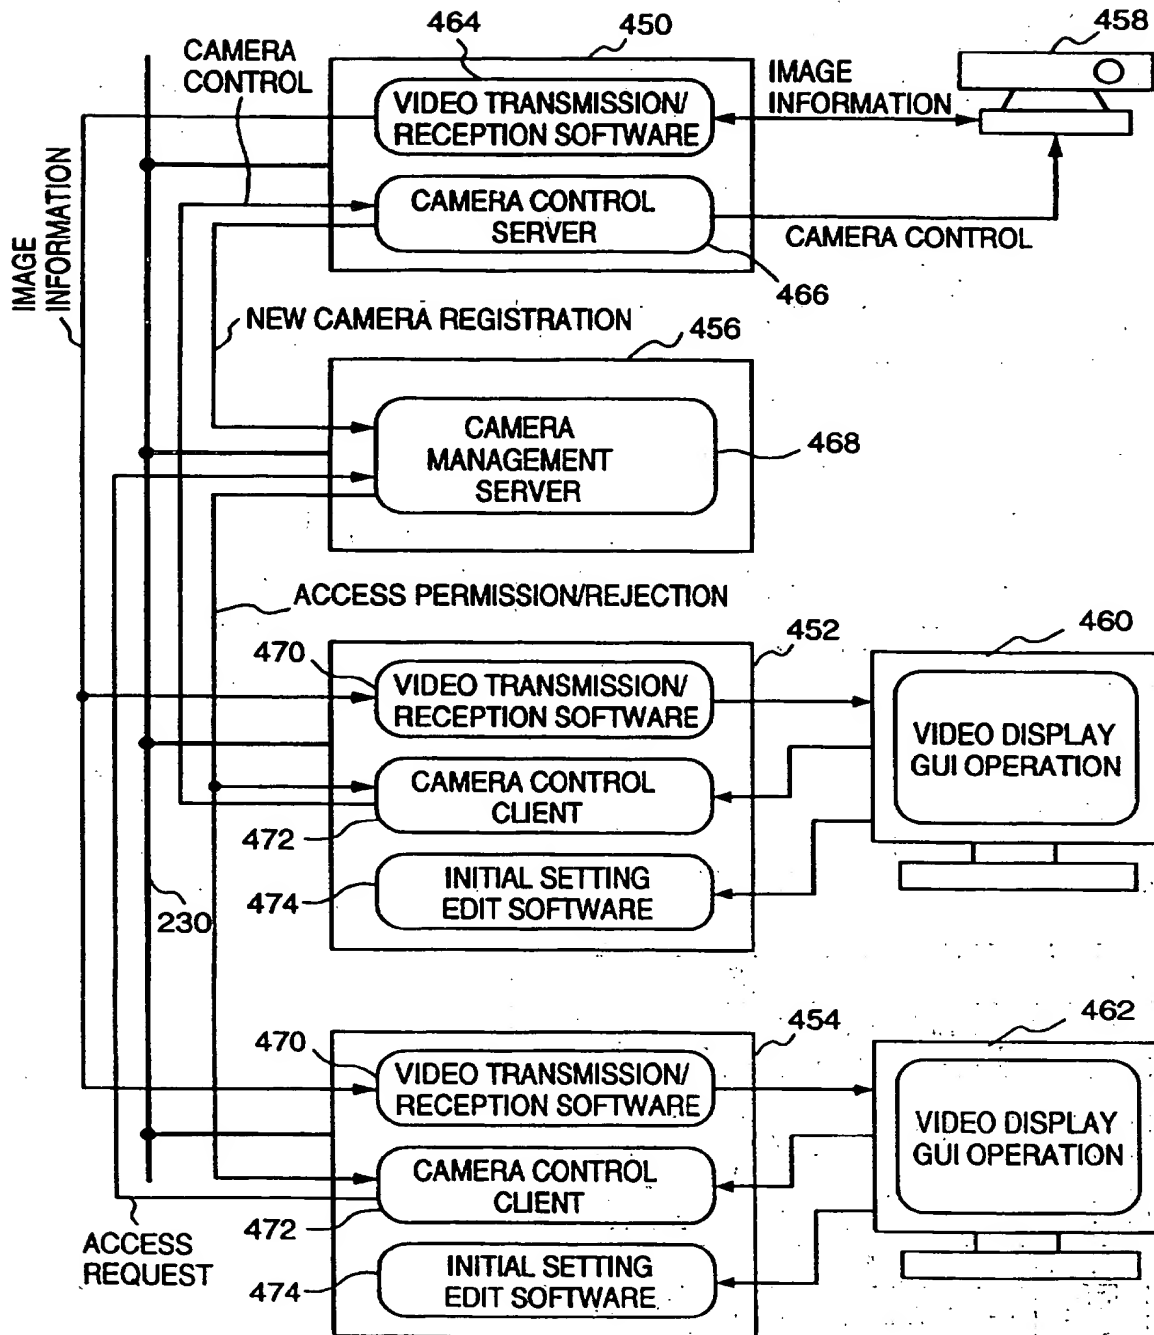 464
450
458
CAMERA
CONTROL
VIDEO TRANSMISSION/
RECEPTION SOFTWARE
IMAGE
INFORMATION
IMAGE
INFORMATION
CAMERA CONTROL
SERVER
CAMERA CONTROL
466
NEW CAMERA REGISTRATION
456
CAMERA
MANAGEMENT
SERVER
468
ACCESS PERMISSION/REJECTION
452
460
470
VIDEO TRANSMISSION/
RECEPTION SOFTWARE
VIDEO DISPLAY
GUI OPERATION
CAMERA CONTROL
CLIENT
472
INITIAL SETTING
EDIT SOFTWARE
474
230
454
462
470
VIDEO TRANSMISSION/
RECEPTION SOFTWARE
VIDEO DISPLAY
GUI OPERATION
CAMERA CONTROL
CLIENT
472
ACCESS
REQUEST
INITIAL SETTING
EDIT SOFTWARE
474